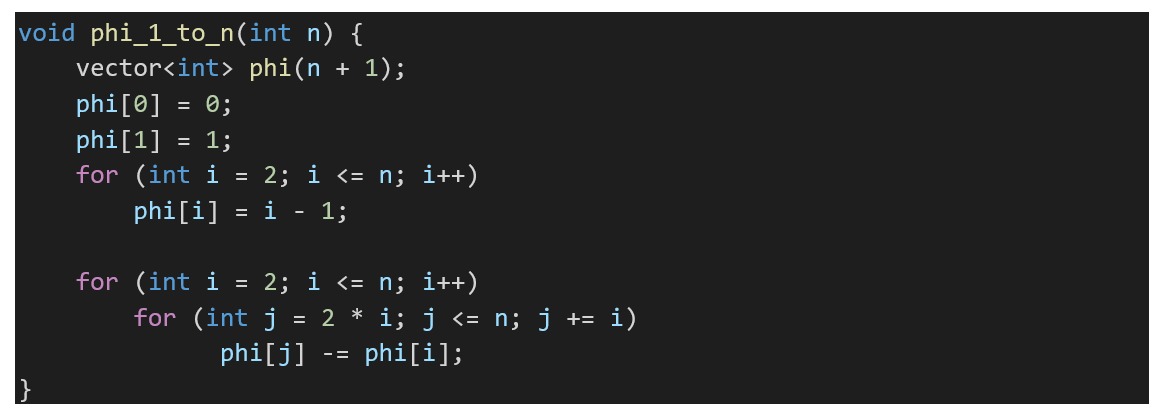 void phi_1_to_n(int n) {
    vector<int> phi(n + 1);
    phi[0] = 0;
    phi[1] = 1;
    for (int i = 2; i <= n; i++)
        phi[i] = i - 1;

    for (int i = 2; i <= n; i++)
        for (int j = 2 * i; j <= n; j += i)
              phi[j] -= phi[i];
}